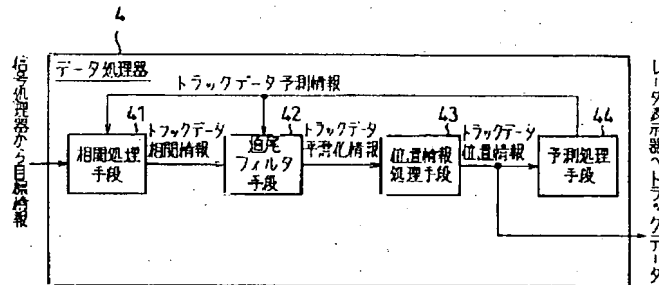 4
データ処理器
トラックデータ予測情報
信号処理器から目標情報
41
相関処理
手段
トラックデータ
相関情報
42
追尾
フィルタ
手段
トラックデータ
平滑化情報
43
位置情報
処理手段
トラックデータ
位置情報
44
予測処理
手段
レーダ表示器へトラックデータ